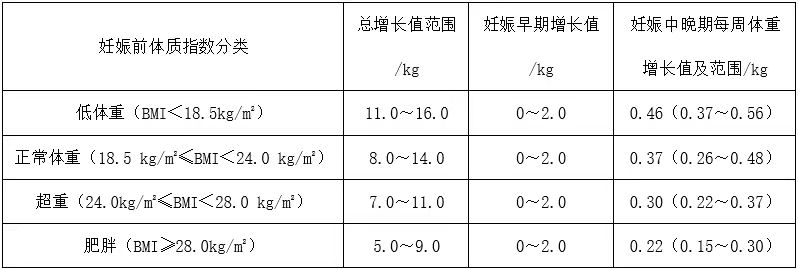 妊娠前体质指数分类 总增长值范围/kg 妊娠早期增长值/kg 妊娠中晚期每周体重增长值及范围/kg
低体重（BMI＜18.5kg/m²） 11.0～16.0 0～2.0 0.46（0.37～0.56）
正常体重（18.5 kg/m²≤BMI＜24.0 kg/m²） 8.0～14.0 0～2.0 0.37（0.26～0.48）
超重（24.0kg/m²≤BMI＜28.0 kg/m²） 7.0～11.0 0～2.0 0.30（0.22～0.37）
肥胖（BMI≥28.0kg/m²） 5.0～9.0 0～2.0 0.22（0.15～0.30）